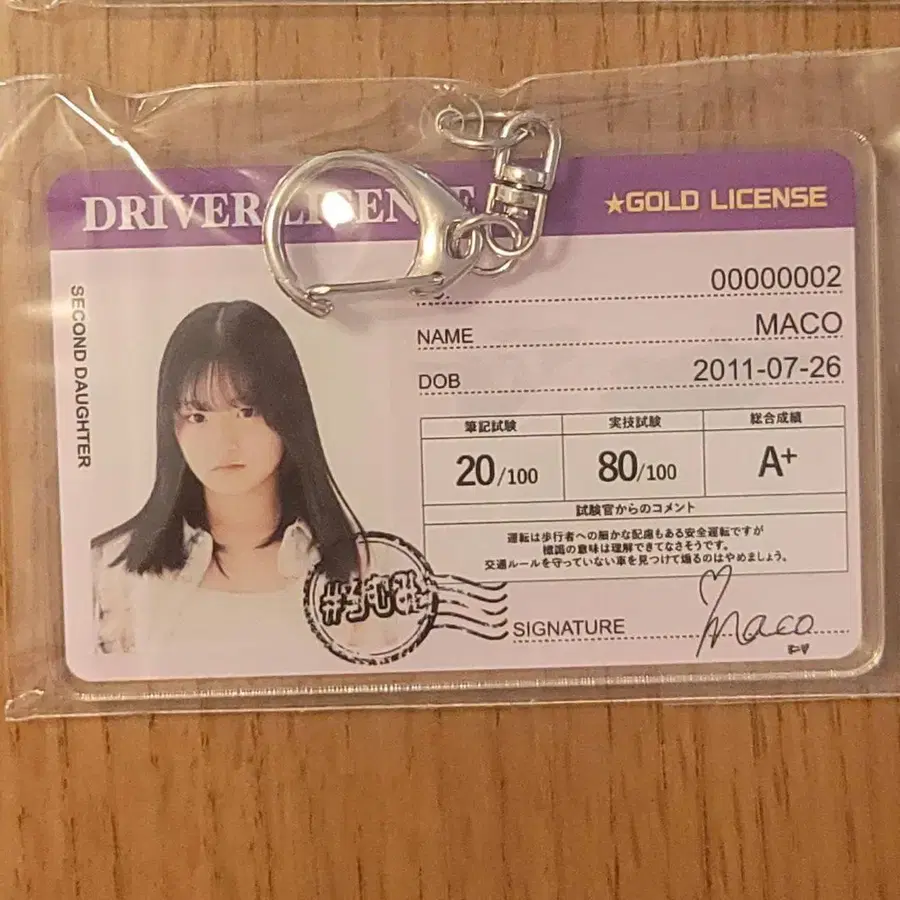 DRIVER LICENSE
★GOLD LICENSE
00000002
SECOND DAUGHTER
NAME MACO
DOB 2011-07-26
筆記試験 実技試験 総合成績
20/100 80/100 A+
試験官からのコメント
運転は歩行者への細かな配慮もある安全運転ですが
標識の意味は理解できてなさそうです。
交通ルールを守っていない車を見つけて煽るのはやめましょう。
SIGNATURE Maco